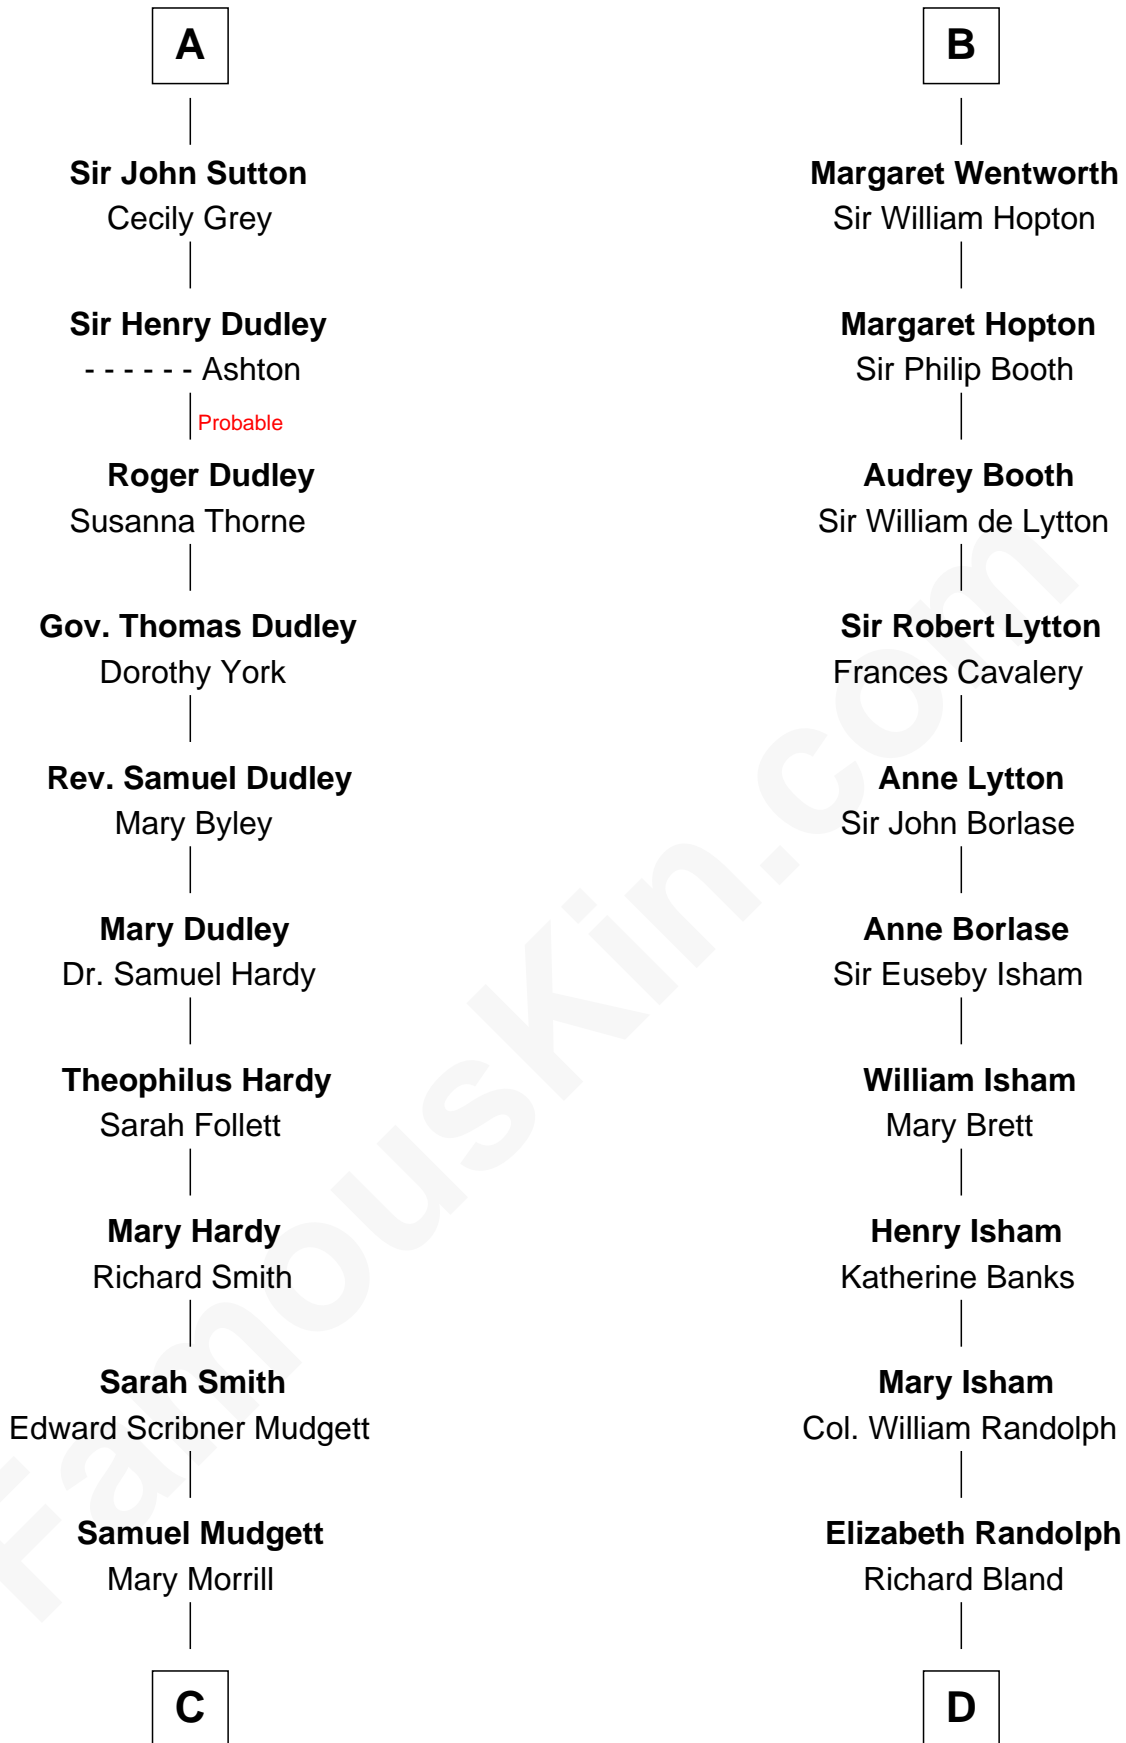 A
Sir John Sutton
Cecily Grey
Sir Henry Dudley
- - - - - - Ashton
Probable
Roger Dudley
Susanna Thorne
Gov. Thomas Dudley
Dorothy York
Rev. Samuel Dudley
Mary Byley
Mary Dudley
Dr. Samuel Hardy
Theophilus Hardy
Sarah Follett
Mary Hardy
Richard Smith
Sarah Smith
Edward Scribner Mudgett
Samuel Mudgett
Mary Morrill
C
B
Margaret Wentworth
Sir William Hopton
Margaret Hopton
Sir Philip Booth
Audrey Booth
Sir William de Lytton
Sir Robert Lytton
Frances Cavalery
Anne Lytton
Sir John Borlase
Anne Borlase
Sir Euseby Isham
William Isham
Mary Brett
Henry Isham
Katherine Banks
Mary Isham
Col. William Randolph
Elizabeth Randolph
Richard Bland
D
FamousKin.com